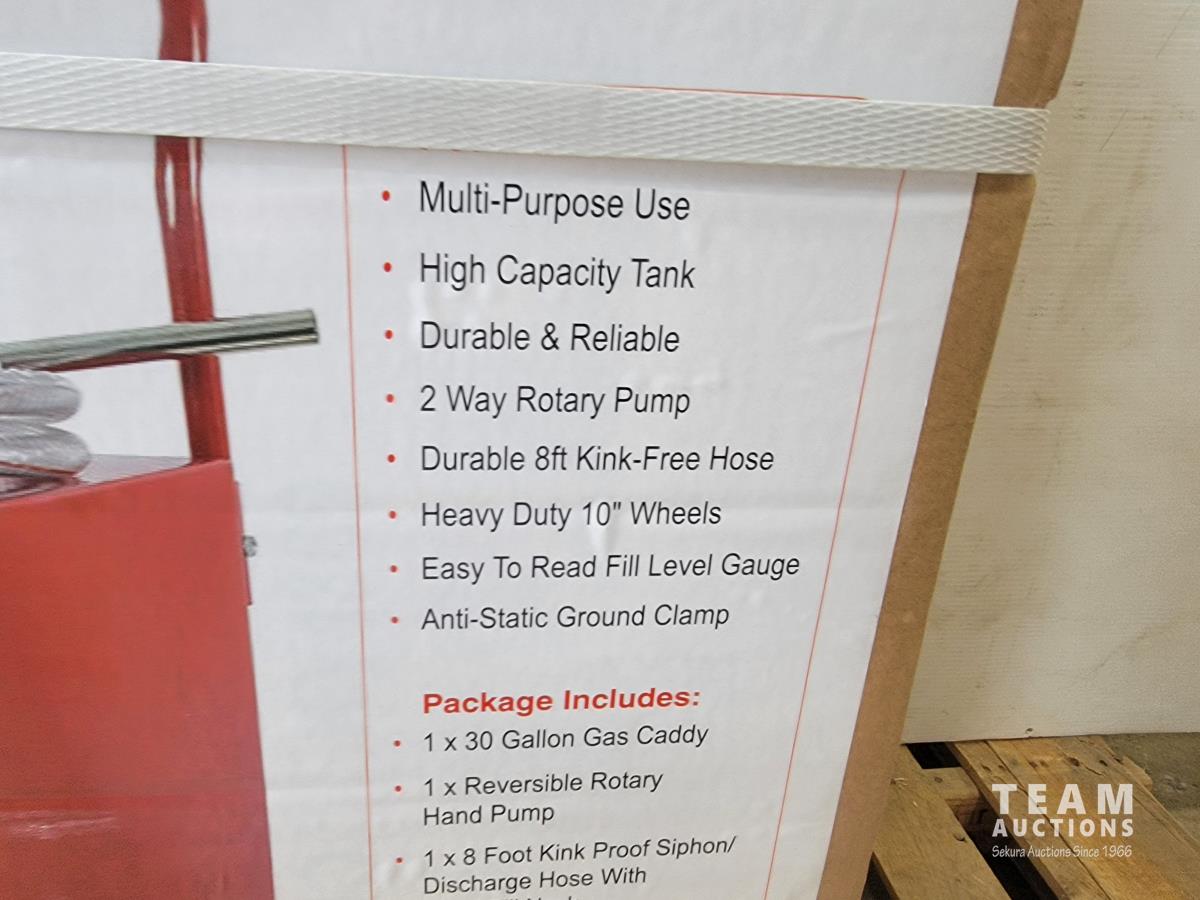 • Multi-Purpose Use
• High Capacity Tank
• Durable & Reliable
• 2 Way Rotary Pump
• Durable 8ft Kink-Free Hose
• Heavy Duty 10" Wheels
• Easy To Read Fill Level Gauge
• Anti-Static Ground Clamp
Package Includes:
• 1 x 30 Gallon Gas Caddy
• 1 x Reversible Rotary
Hand Pump
• 1 x 8 Foot Kink Proof Siphon/
Discharge Hose With
TEAM
AUCTIONS
Sekura Auctions Since 1966